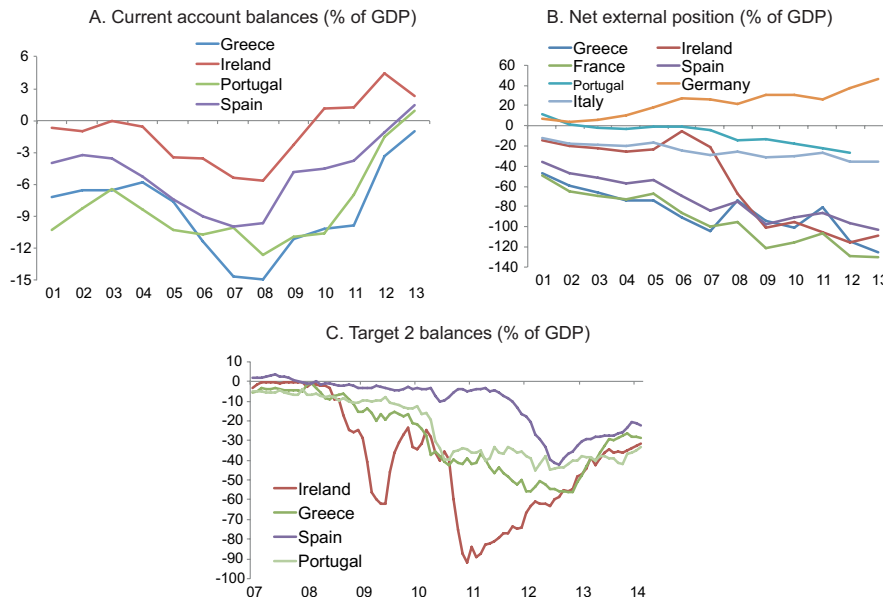 A. Current account balances (% of GDP)
Greece
Ireland
Portugal
Spain
6
3
0
-3
-6
-9
-12
-15
01 02 03 04 05 06 07 08 09 10 11 12 13
B. Net external position (% of GDP)
Greece Ireland
France Spain
Portugal Germany
Italy
60
40
20
0
-20
-40
-60
-80
-100
-120
-140
01 02 03 04 05 06 07 08 09 10 11 12 13
C. Target 2 balances (% of GDP)
10
0
-10
-20
-30
-40
-50
-60
-70
-80
-90
-100
Ireland
Greece
Spain
Portugal
07 08 09 10 11 12 13 14